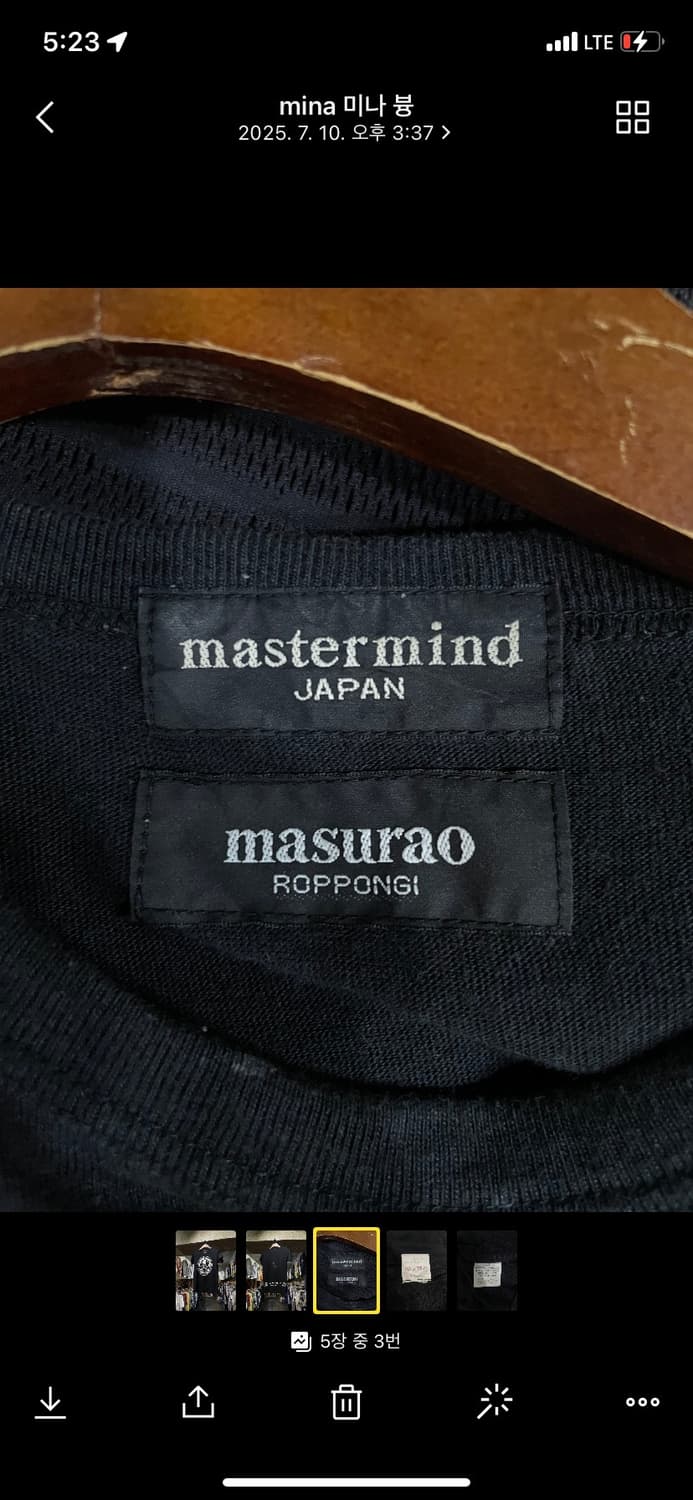 5:23
LTE
mina 미나 븅
2025. 7. 10. 오후 3:37
mastermind
JAPAN
masurao
ROPPONGI
5장 중 3번